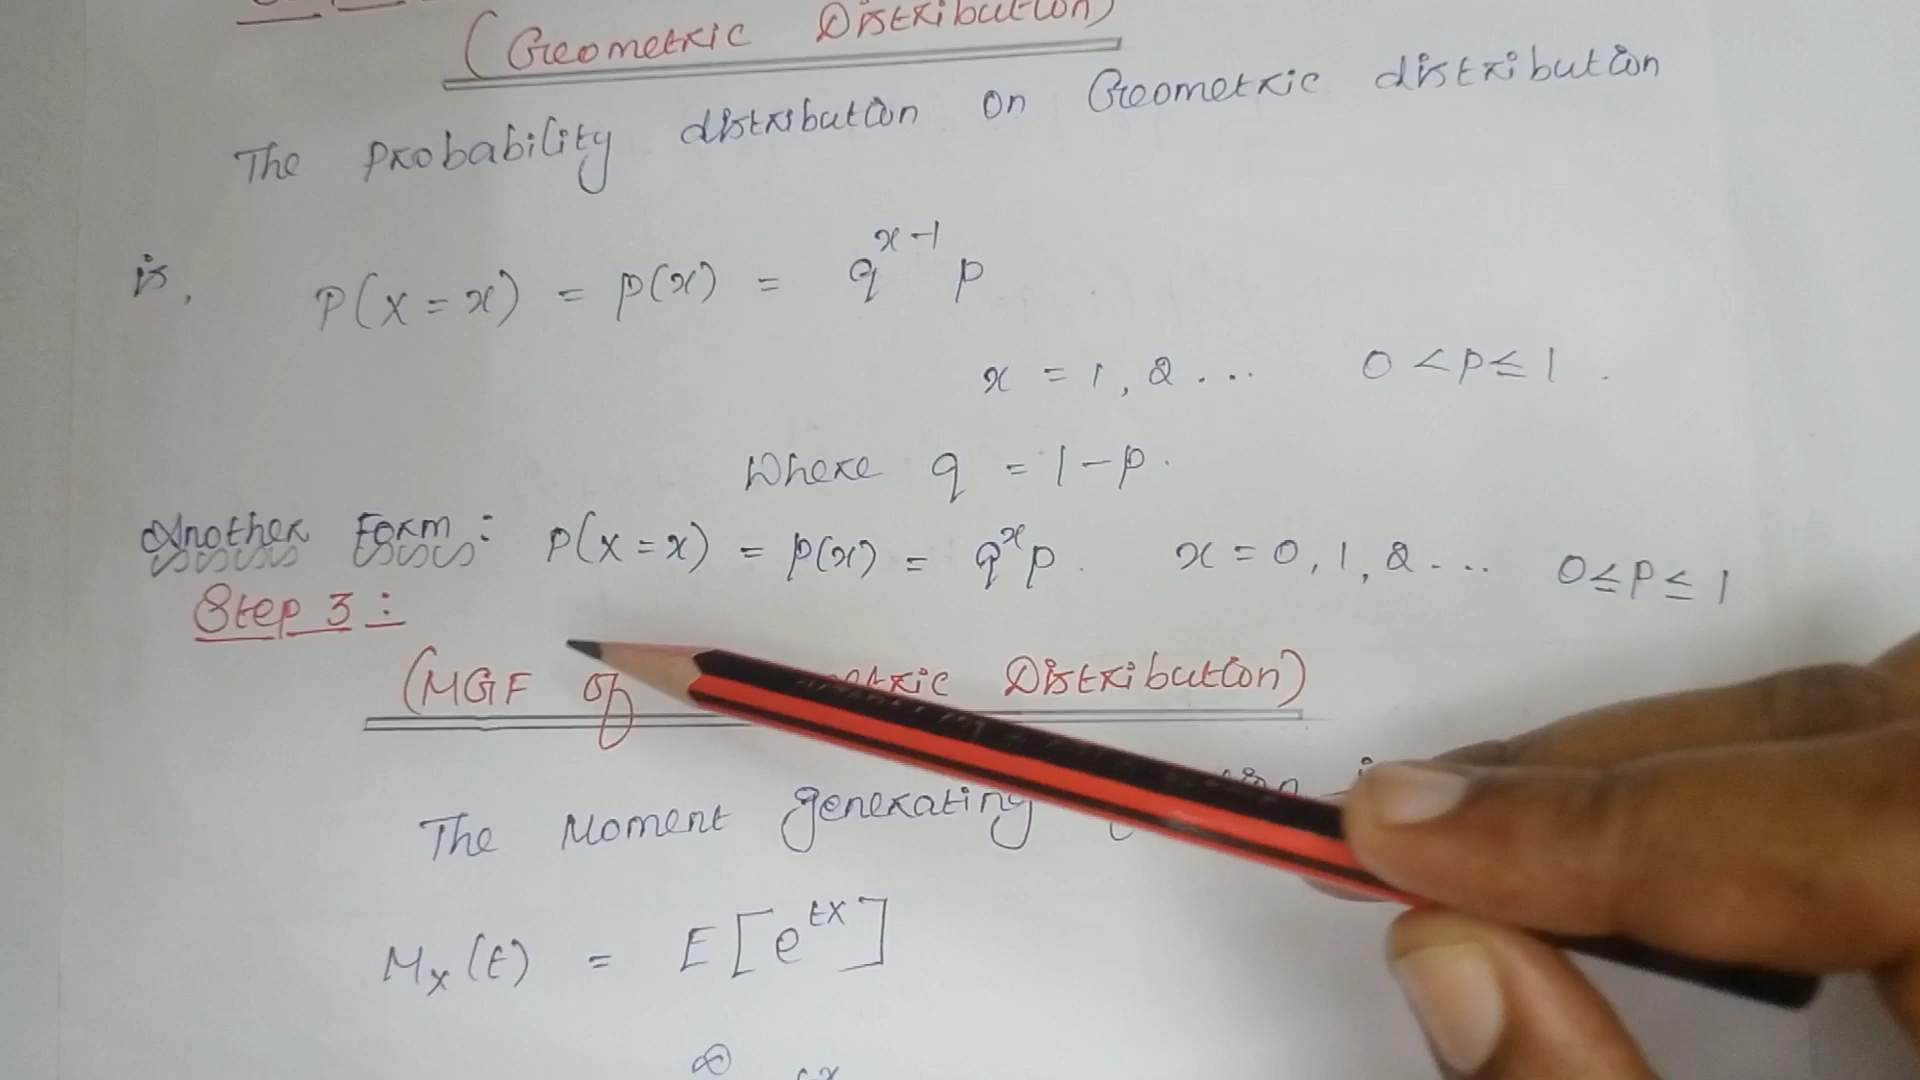 (Geometric Distribution)
The Probability distribution on Geometric distribution
is, P(X=x) = p(x) = q^{x-1} p
x = 1, 2 ... 0 < p ≤ 1.
Where q = 1-p.
Another Form: P(X=x) = p(x) = q^x p. x = 0, 1, 2 ... 0 ≤ p ≤ 1
Step 3:
(MGF of Distribution)
The Moment generating
M_X(t) = E[e^{tX}]
∞